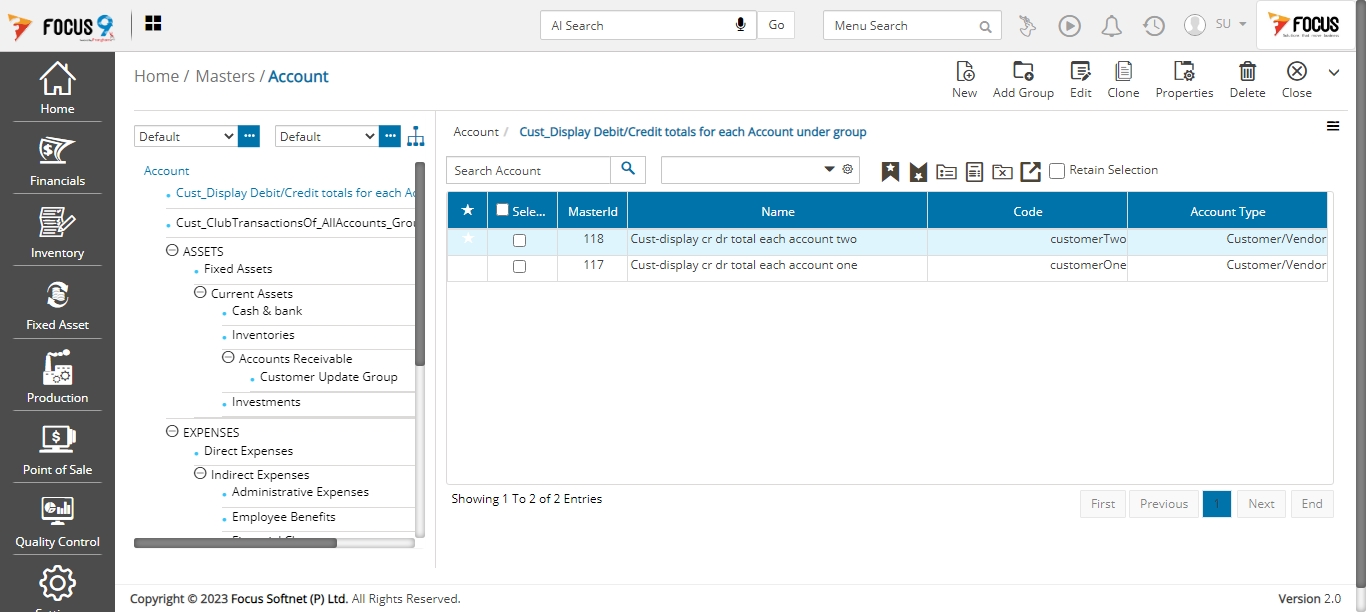 FOCUS 9
AI Search
Go
Menu Search
SU
FOCUS
Home
Financials
Inventory
Fixed Asset
Production
Point of Sale
Quality Control
Home / Masters / Account
New
Add Group
Edit
Clone
Properties
Delete
Close
Default
Default
Account
Cust_Display Debit/Credit totals for each Ac
Cust_ClubTransactionsOf_AllAccounts_Grou
ASSETS
Fixed Assets
Current Assets
Cash & bank
Inventories
Accounts Receivable
Customer Update Group
Investments
EXPENSES
Direct Expenses
Indirect Expenses
Administrative Expenses
Employee Benefits
Account / Cust_Display Debit/Credit totals for each Account under group
Search Account
Retain Selection
Sele... MasterId Name Code Account Type
118 Cust-display cr dr total each account two customerTwo Customer/Vendor
117 Cust-display cr dr total each account one customerOne Customer/Vendor
Showing 1 To 2 of 2 Entries
First Previous 1 Next End
Copyright © 2023 Focus Softnet (P) Ltd. All Rights Reserved.
Version 2.0